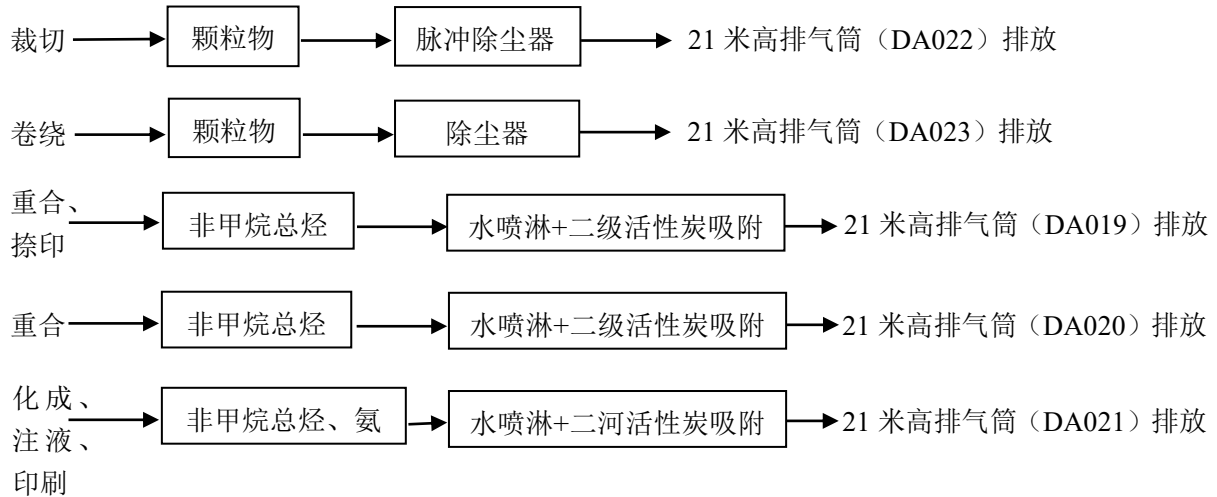 裁切 颗粒物 脉冲除尘器 21 米高排气筒（DA022）排放
卷绕 颗粒物 除尘器 21 米高排气筒（DA023）排放
重合、
捺印 非甲烷总烃 水喷淋+二级活性炭吸附 21 米高排气筒（DA019）排放
重合 非甲烷总烃 水喷淋+二级活性炭吸附 21 米高排气筒（DA020）排放
化成、
注液、
印刷 非甲烷总烃、氨 水喷淋+二河活性炭吸附 21 米高排气筒（DA021）排放